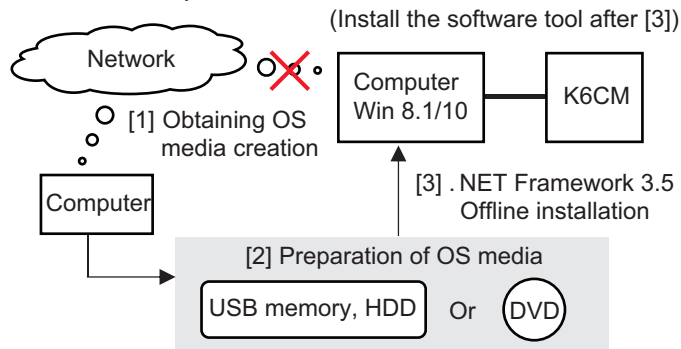 (Install the software tool after [3])
Network
Computer
Win 8.1/10
K6CM
[1] Obtaining OS
media creation
Computer
[3] . NET Framework 3.5
Offline installation
[2] Preparation of OS media
USB memory, HDD
Or
DVD